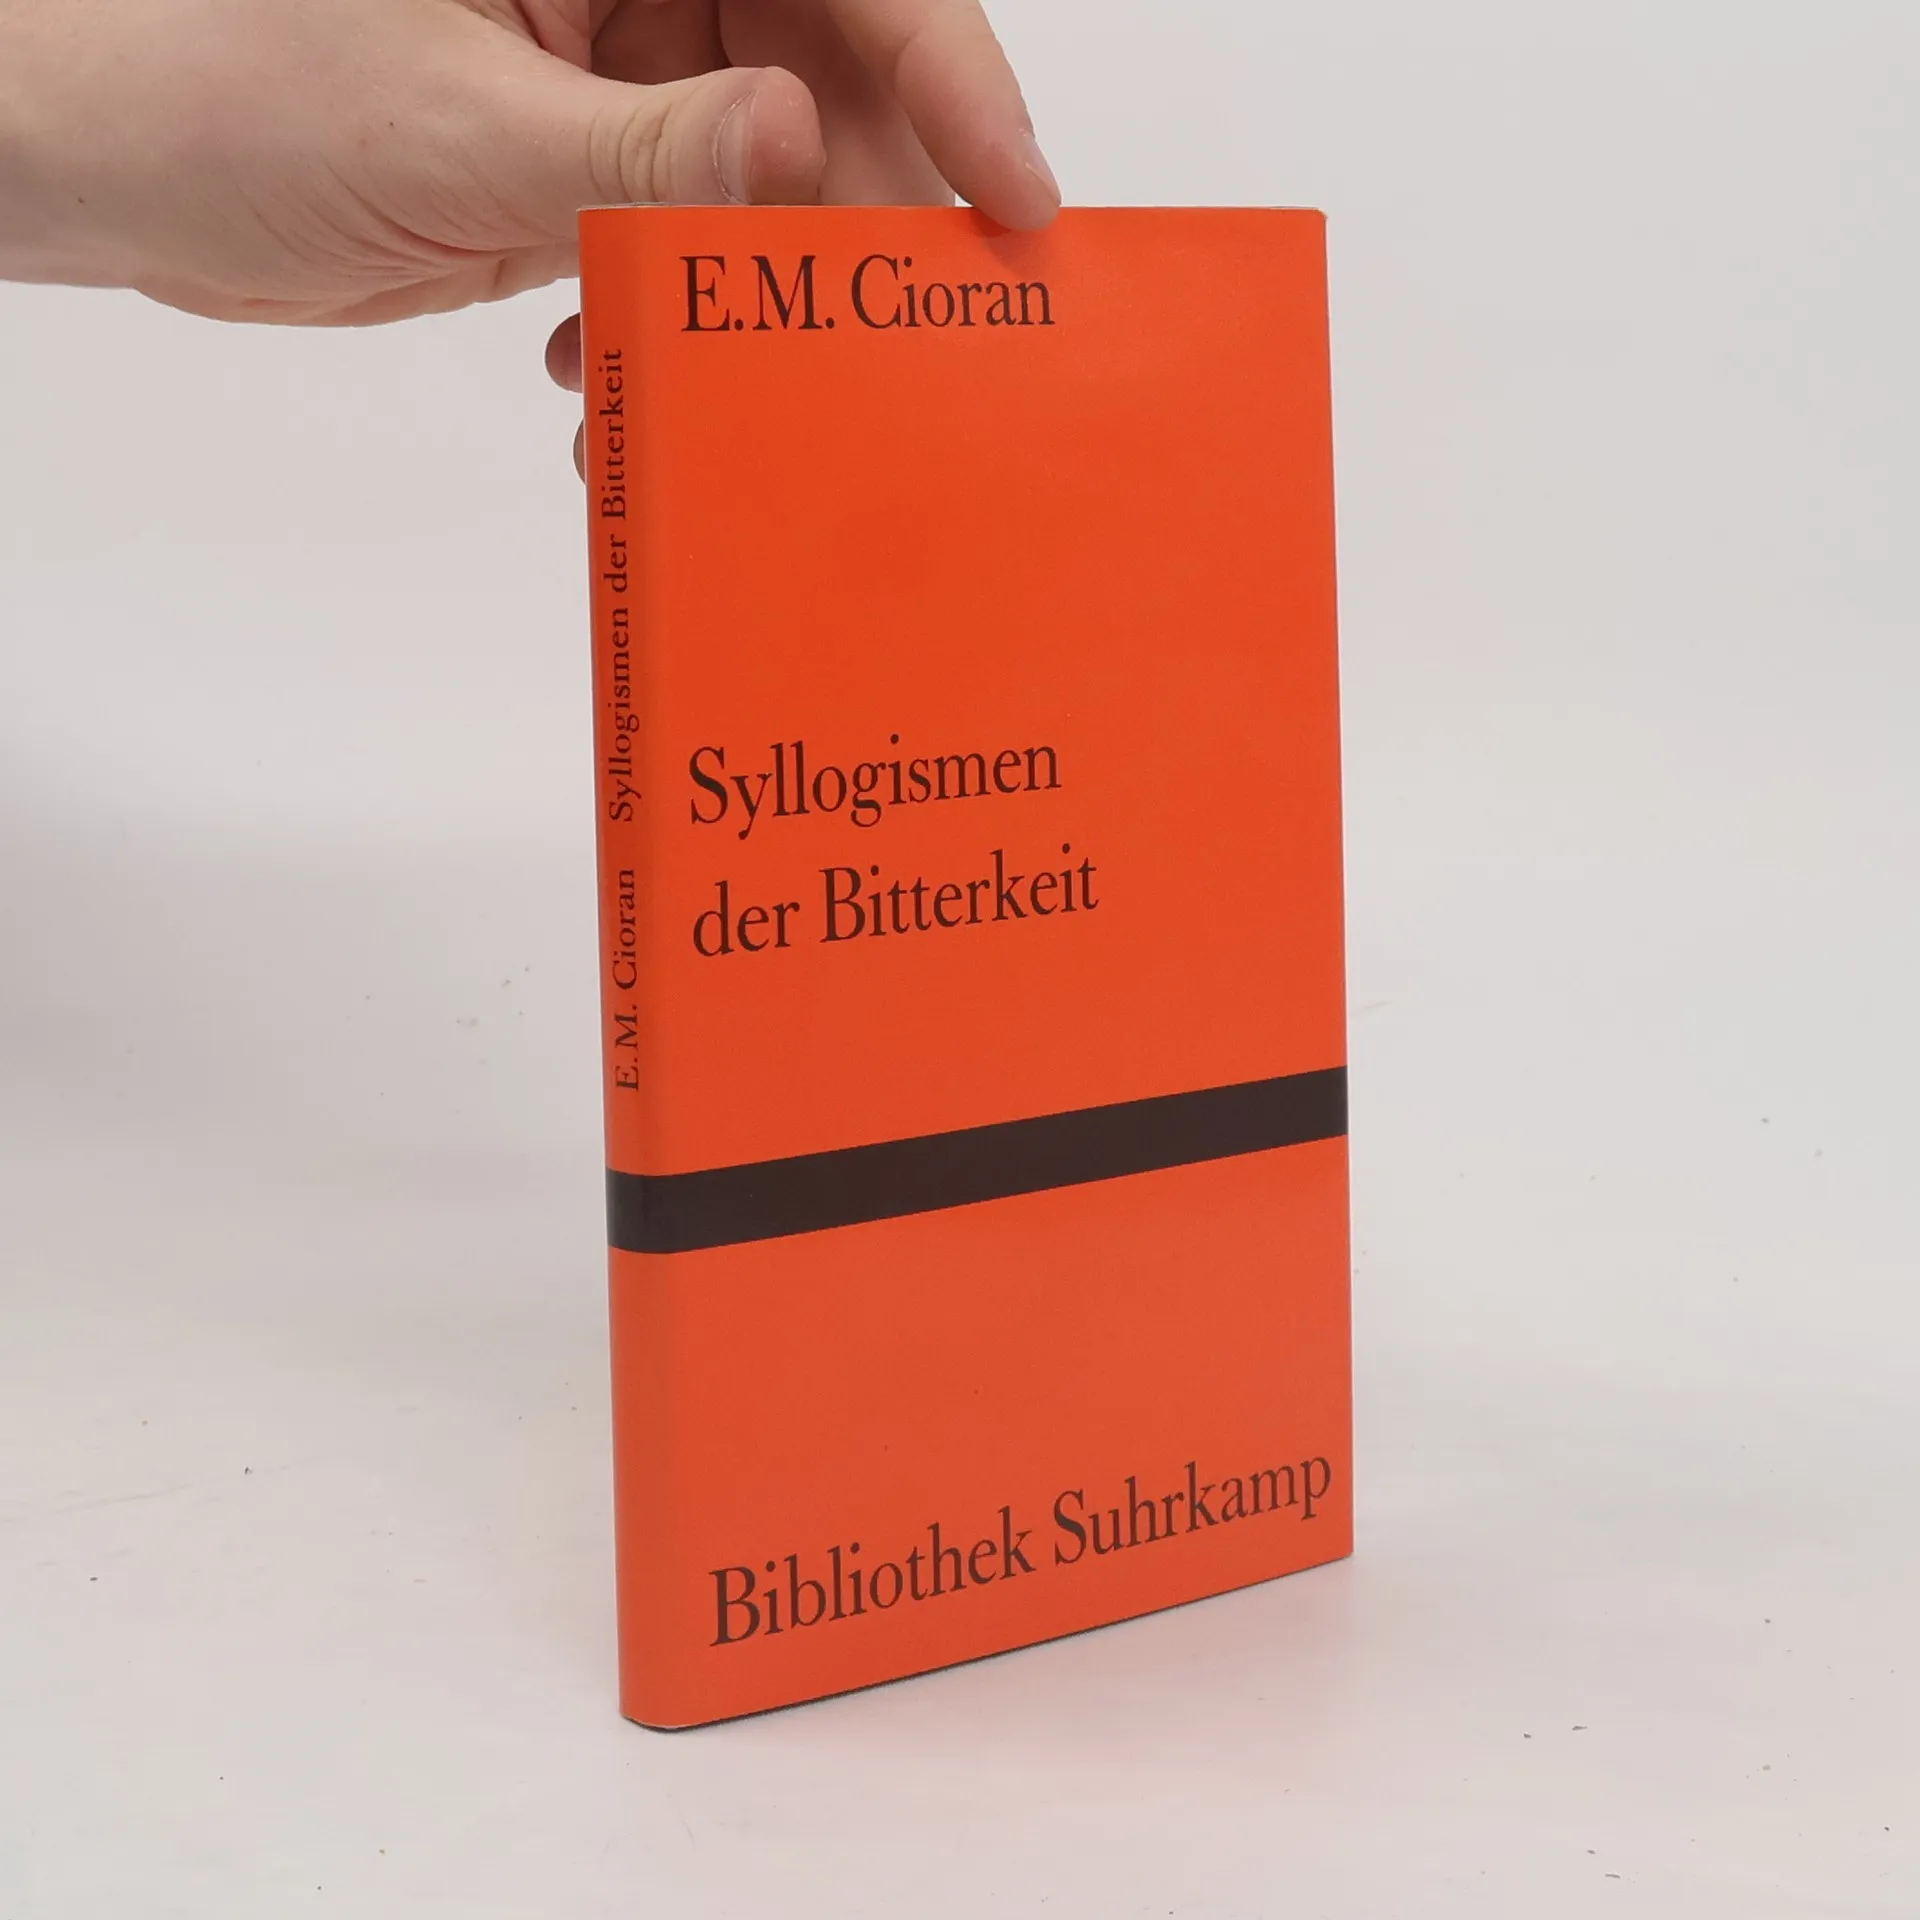 E.M. Cioran
Syllogismen
der Bitterkeit
Bibliothek Suhrkamp
E.M. Cioran Syllogismen der Bitterkeit